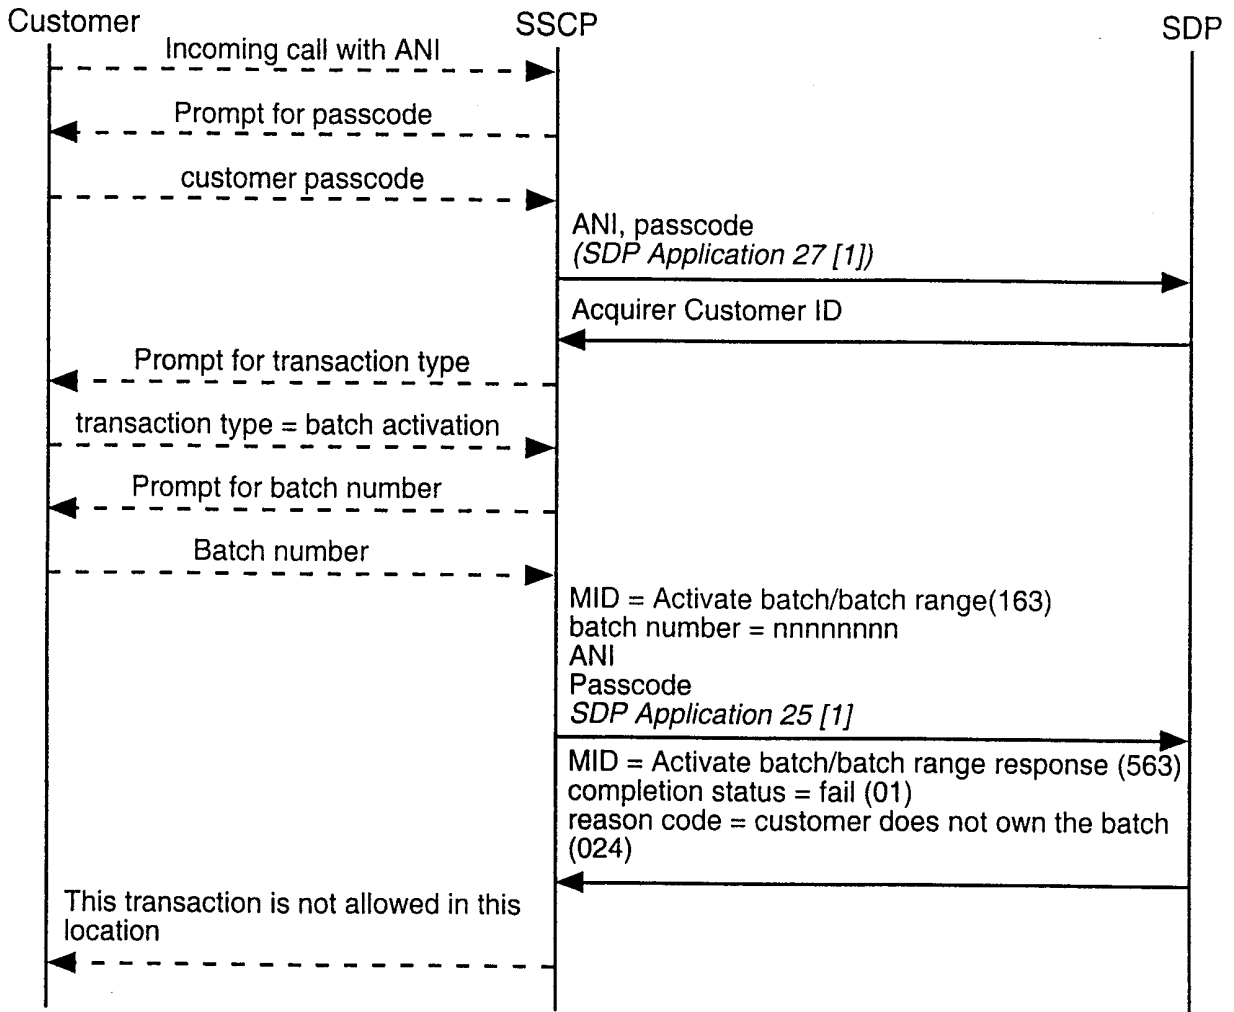 Customer
SSCP
SDP
Incoming call with ANI
Prompt for passcode
customer passcode
ANI, passcode
(SDP Application 27 [1])
Acquirer Customer ID
Prompt for transaction type
transaction type = batch activation
Prompt for batch number
Batch number
MID = Activate batch/batch range(163)
batch number = nnnnnnnnn
ANI
Passcode
SDP Application 25 [1]
MID = Activate batch/batch range response (563)
completion status = fail (01)
reason code = customer does not own the batch
(024)
This transaction is not allowed in this
location